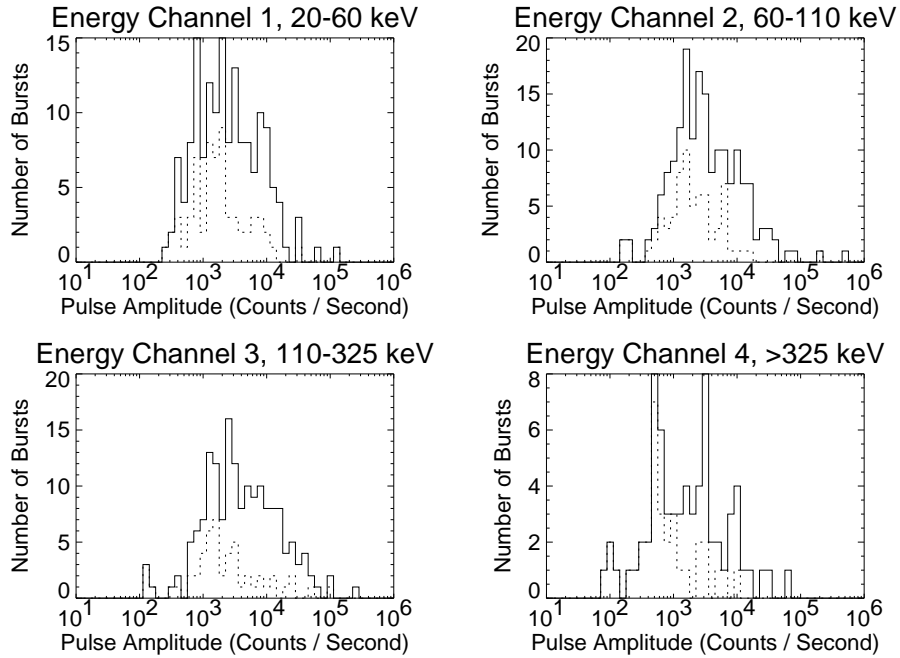 Energy Channel 1, 20-60 keV
Number of Bursts
15
10
5
0
10^1 10^2 10^3 10^4 10^5 10^6
Pulse Amplitude (Counts / Second)
Energy Channel 2, 60-110 keV
Number of Bursts
20
15
10
5
0
10^1 10^2 10^3 10^4 10^5 10^6
Pulse Amplitude (Counts / Second)
Energy Channel 3, 110-325 keV
Number of Bursts
20
15
10
5
0
10^1 10^2 10^3 10^4 10^5 10^6
Pulse Amplitude (Counts / Second)
Energy Channel 4, >325 keV
Number of Bursts
8
6
4
2
0
10^1 10^2 10^3 10^4 10^5 10^6
Pulse Amplitude (Counts / Second)